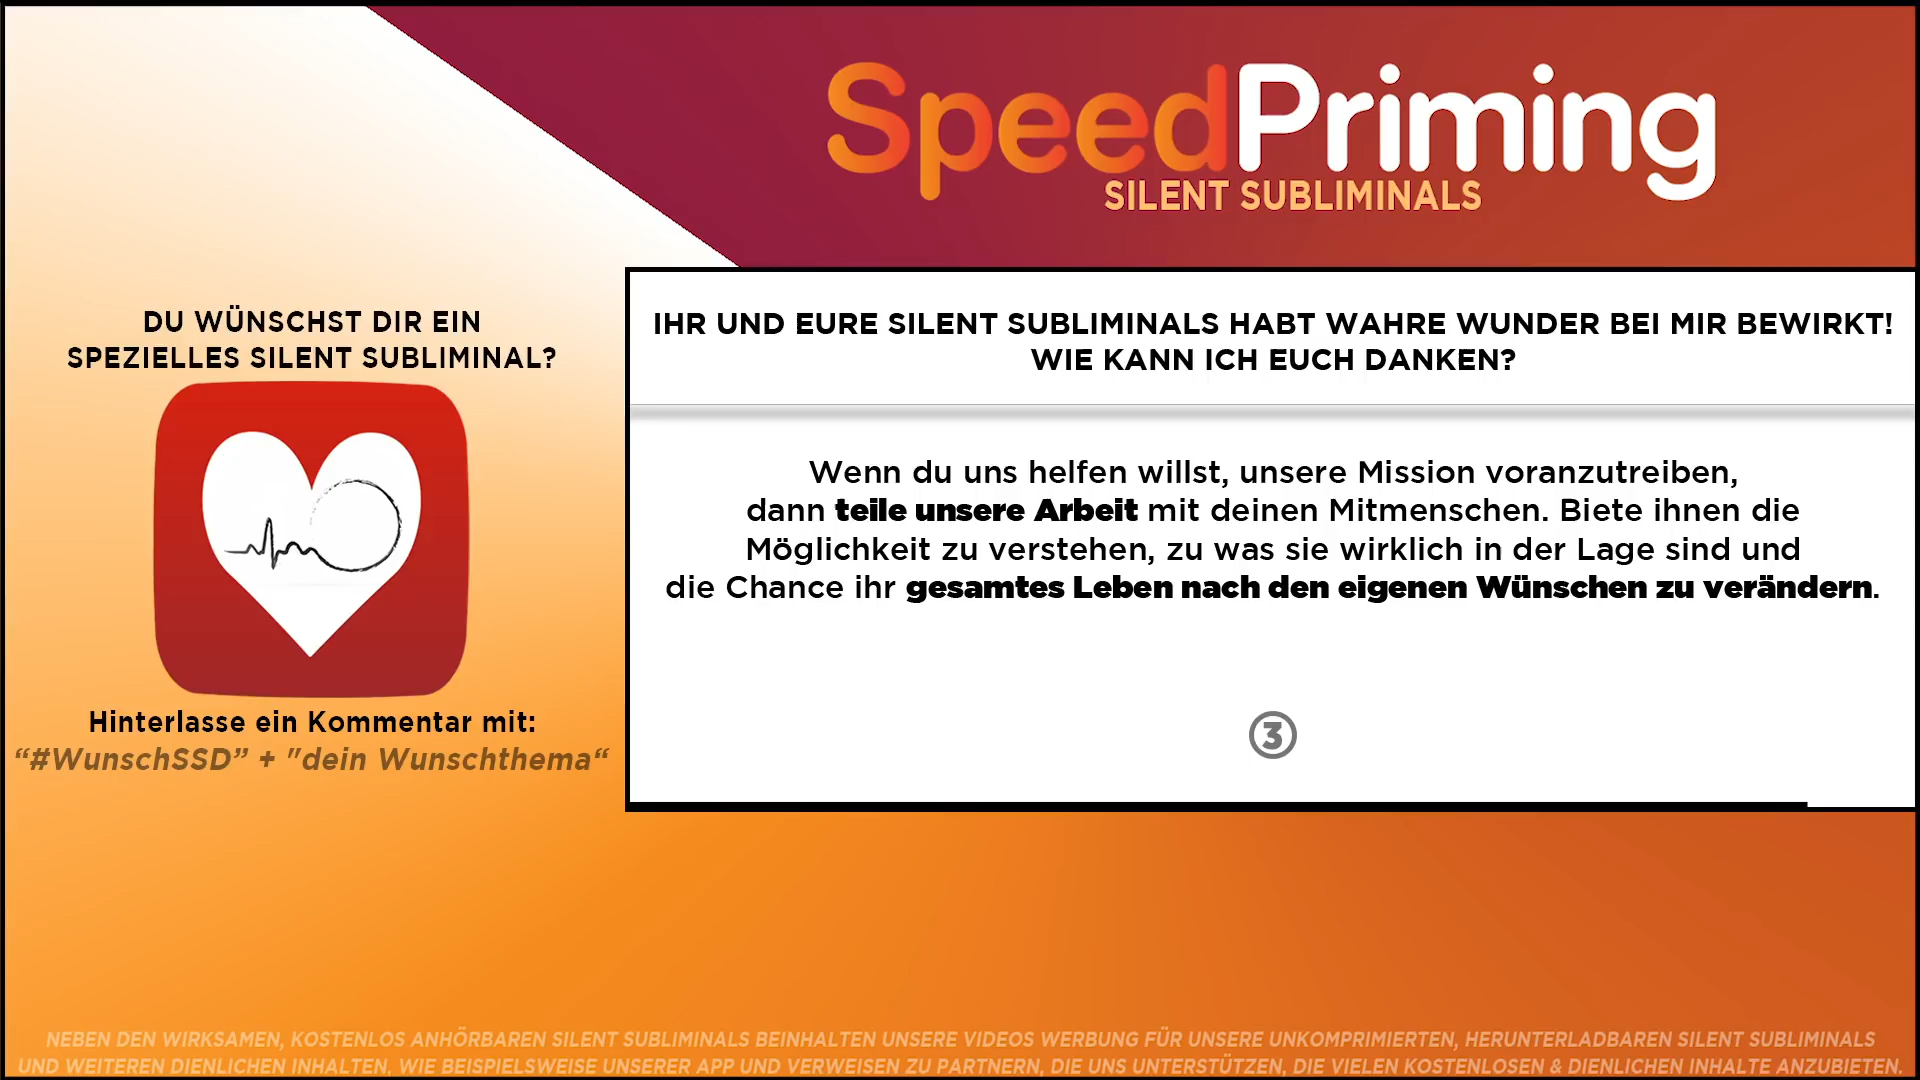 SpeedPriming
SILENT SUBLIMINALS
DU WÜNSCHST DIR EIN
SPEZIELLES SILENT SUBLIMINAL?
Hinterlasse ein Kommentar mit:
“#WunschSSD” + "dein Wunschthema“
IHR UND EURE SILENT SUBLIMINALS HABT WAHRE WUNDER BEI MIR BEWIRKT!
WIE KANN ICH EUCH DANKEN?
Wenn du uns helfen willst, unsere Mission voranzutreiben,
dann teile unsere Arbeit mit deinen Mitmenschen. Biete ihnen die
Möglichkeit zu verstehen, zu was sie wirklich in der Lage sind und
die Chance ihr gesamtes Leben nach den eigenen Wünschen zu verändern.
3
NEBEN DEN WIRKSAMEN, KOSTENLOS ANHÖRBAREN SILENT SUBLIMINALS BEINHALTEN UNSERE VIDEOS WERBUNG FÜR UNSERE UNKOMPRIMIERTEN, HERUNTERLADBAREN SILENT SUBLIMINALS
UND WEITEREN DIENLICHEN INHALTEN, WIE BEISPIELSWEISE UNSERER APP UND VERWEISEN ZU PARTNERN, DIE UNS UNTERSTÜTZEN, DIE VIELEN KOSTENLOSEN & DIENLICHEN INHALTE ANZUBIETEN.